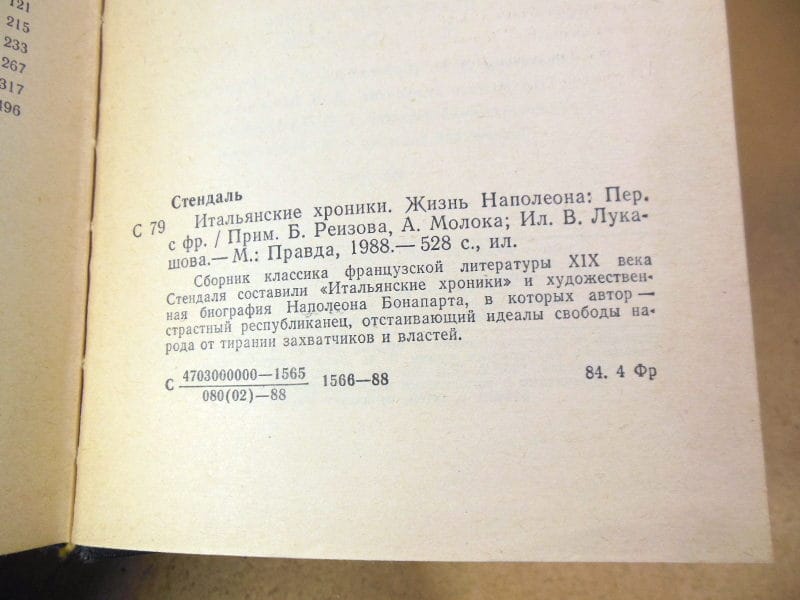 121
215
233
267
317
496
Стендаль
С 79
Итальянские хроники. Жизнь Наполеона: Пер.
с фр. / Прим. Б. Реизова, А. Молока; Ил. В. Лука-
шова.— М.: Правда, 1988.— 528 с., ил.
Сборник классика французской литературы XIX века
Стендаля составили «Итальянские хроники» и художествен-
ная биография Наполеона Бонапарта, в которых автор —
страстный республиканец, отстаивающий идеалы свободы на-
рода от тирании захватчиков и властей.
С 4703000000—1565
080(02)—88
1566—88
84. 4 Фр